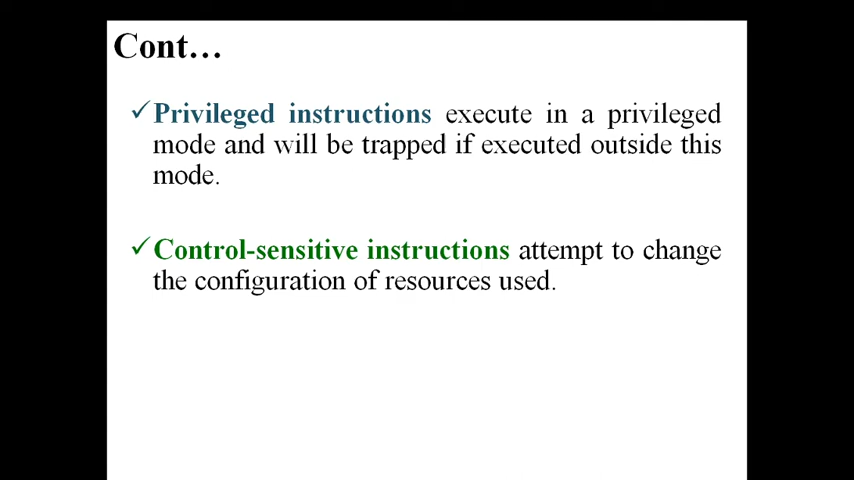 Cont…
✓Privileged instructions execute in a privileged
mode and will be trapped if executed outside this
mode.
✓Control-sensitive instructions attempt to change
the configuration of resources used.